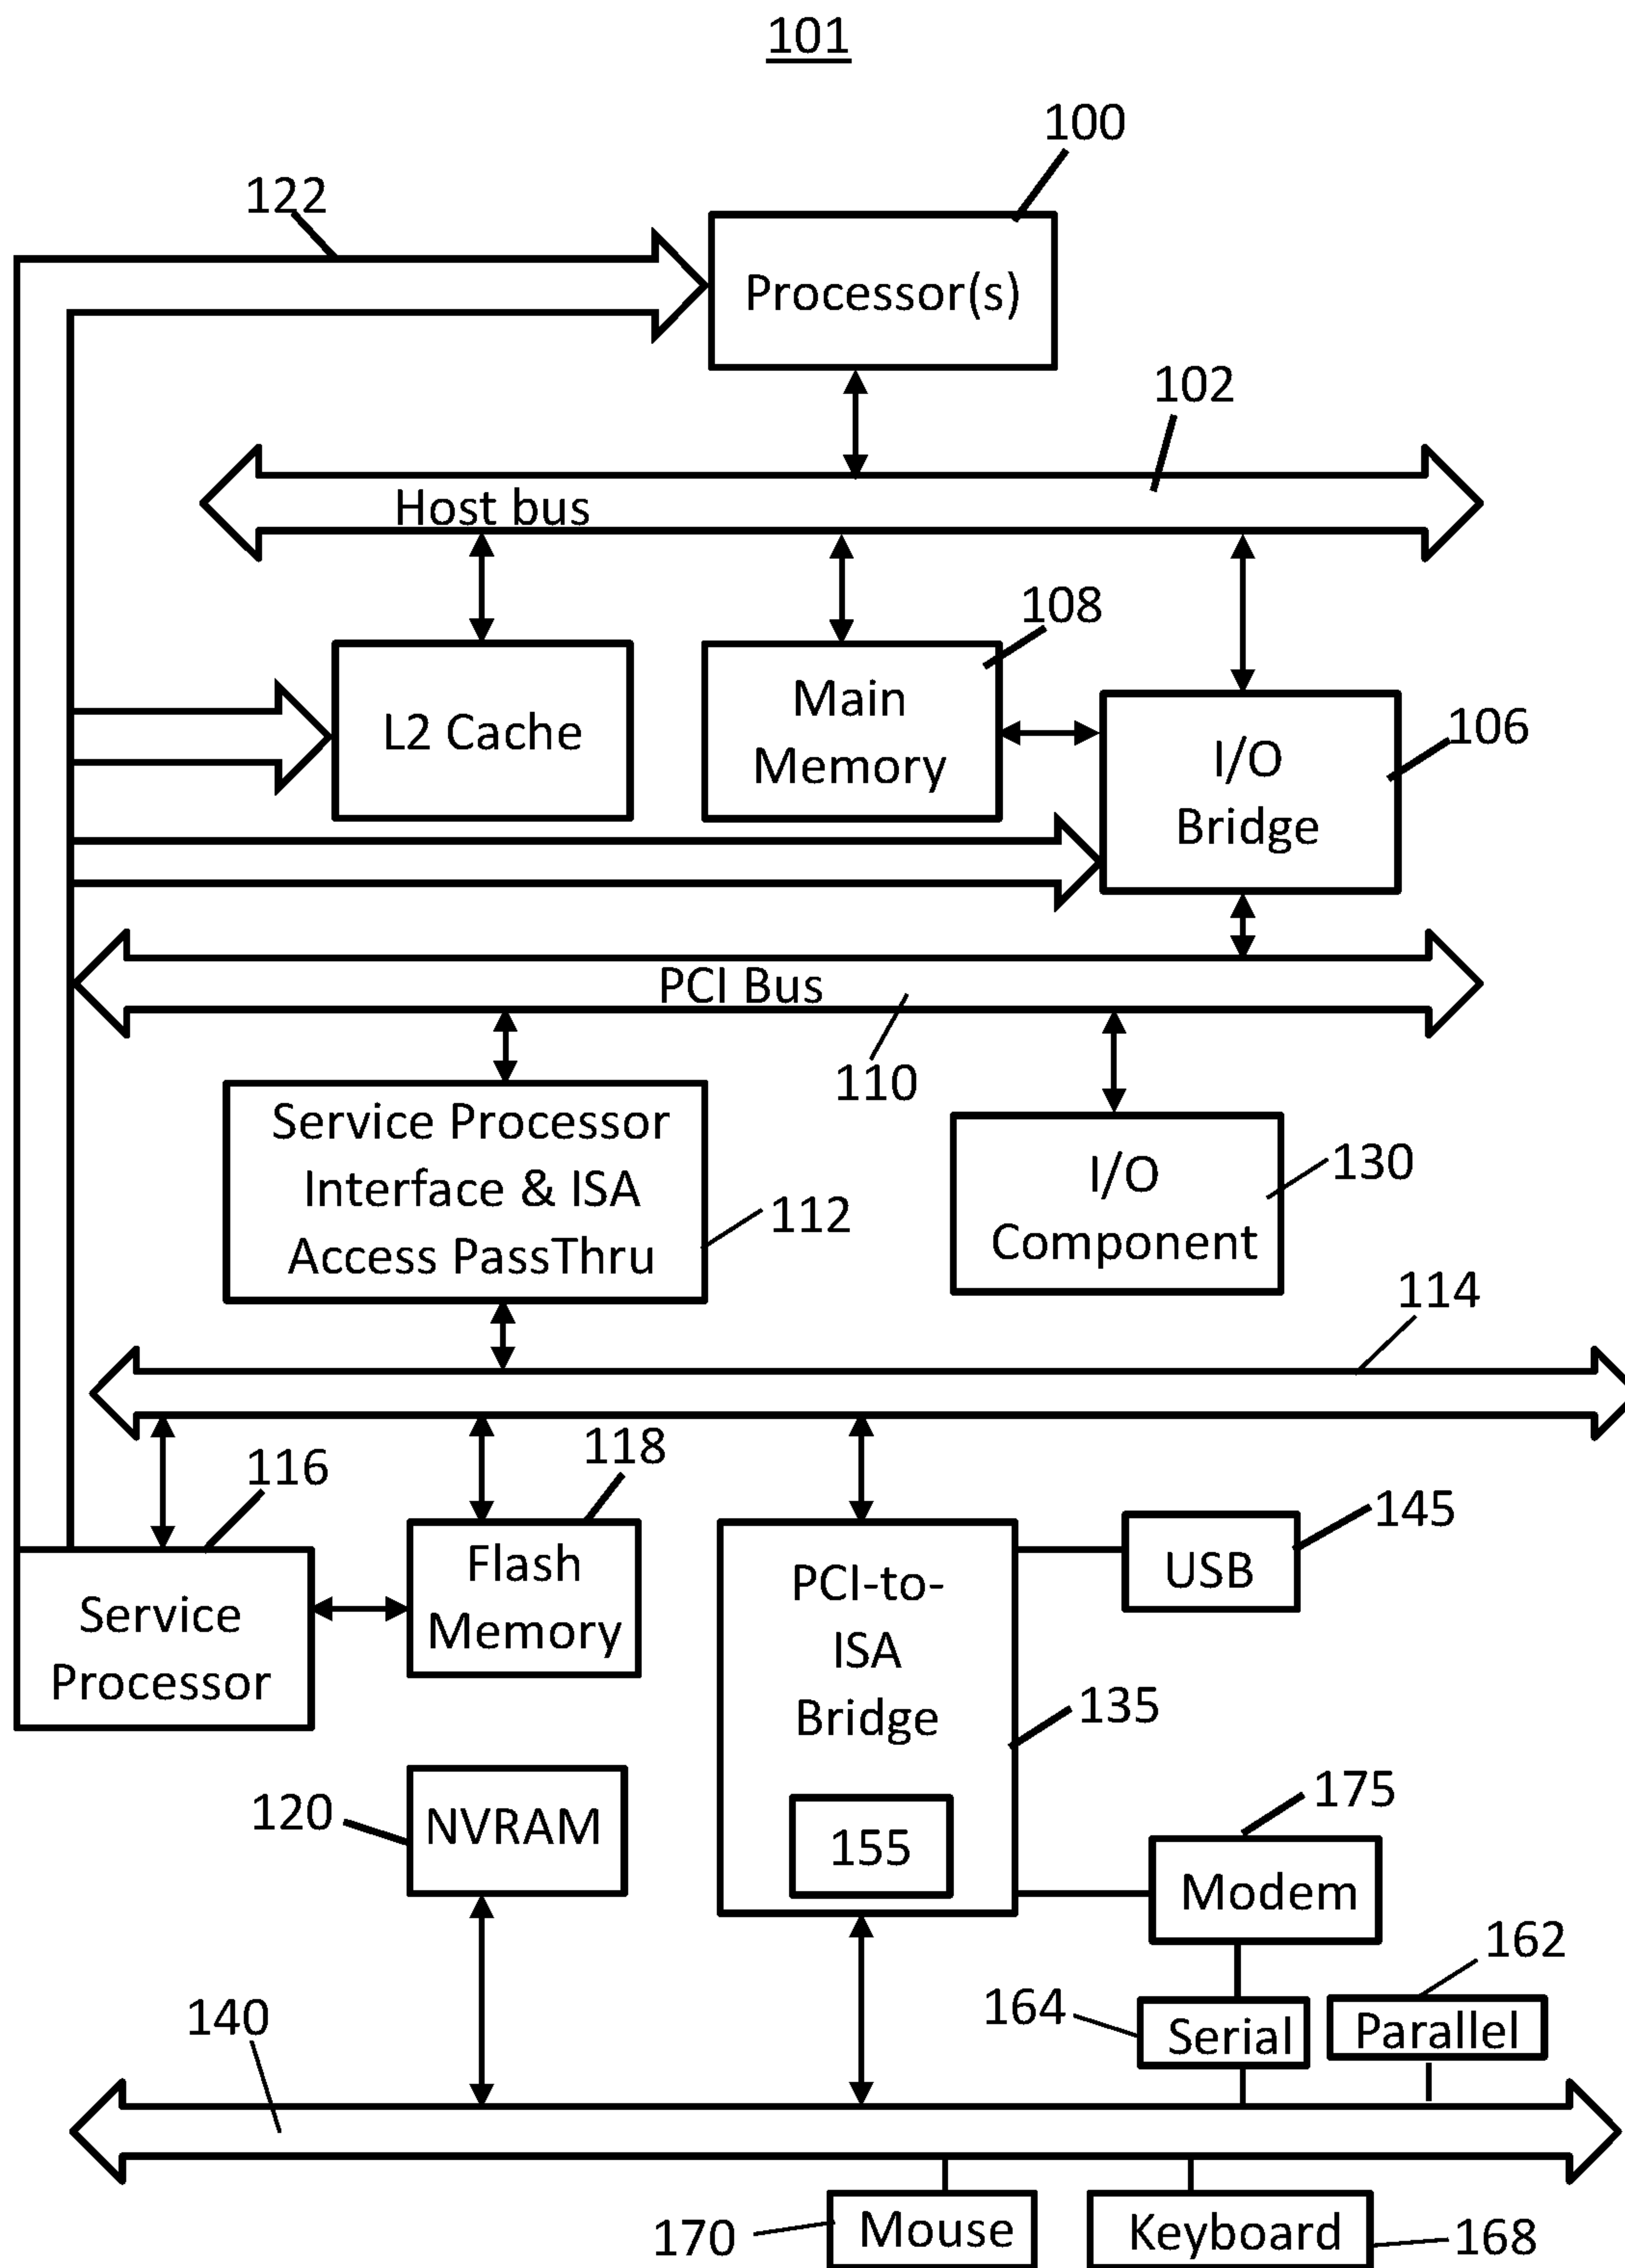 101
100
122
Processor(s)
102
Host bus
108
L2 Cache
Main
Memory
106
I/O
Bridge
PCI Bus
110
Service Processor
Interface & ISA
Access PassThru
112
I/O
Component
130
114
116
118
145
Service
Processor
Flash
Memory
PCI-to-
ISA
Bridge
USB
135
120
NVRAM
155
175
Modem
162
164
Serial
Parallel
140
170
Mouse
Keyboard
168